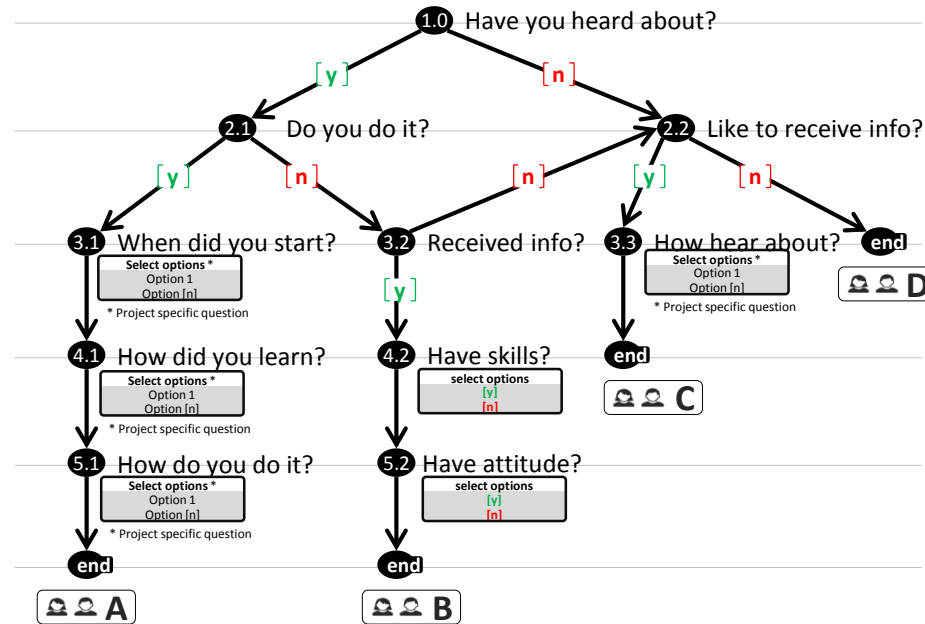 1.0 Have you heard about?
[y] [n]
2.1 Do you do it? 2.2 Like to receive info?
[y] [n] [n] [y] [n]
3.1 When did you start? 3.2 Received info? 3.3 How hear about? end
Select options *
Option 1
Option [n]
* Project specific question
Select options *
Option 1
Option [n]
* Project specific question
D
[y]
4.1 How did you learn? 4.2 Have skills? end
Select options *
Option 1
Option [n]
* Project specific question
select options
[y]
[n]
C
5.1 How do you do it? 5.2 Have attitude?
Select options *
Option 1
Option [n]
* Project specific question
select options
[y]
[n]
end end
A B